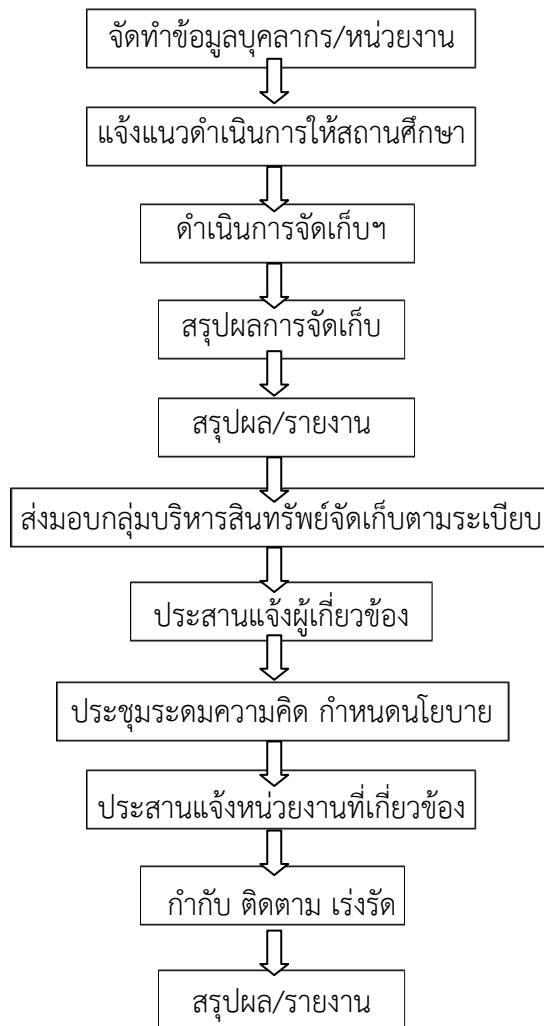 จัดทำข้อมูลบุคลากร/หน่วยงาน
แจ้งแนวดำเนินการให้สถานศึกษา
ดำเนินการจัดเก็บฯ
สรุปผลการจัดเก็บ
สรุปผล/รายงาน
ส่งมอบกลุ่มบริหารสินทรัพย์จัดเก็บตามระเบียบ
ประสานแจ้งผู้เกี่ยวข้อง
ประชุมระดมความคิด กำหนดนโยบาย
ประสานแจ้งหน่วยงานที่เกี่ยวข้อง
กำกับ ติดตาม เร่งรัด
สรุปผล/รายงาน